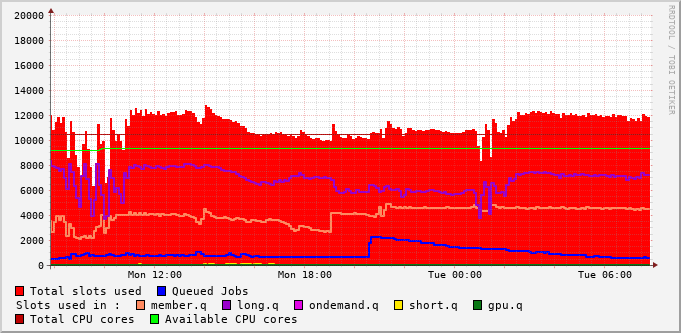 20000
18000
16000
14000
12000
10000
8000
6000
4000
2000
0
Mon 12:00 Mon 18:00 Tue 00:00 Tue 06:00
RRDTOOL / TOBI OETIKER
Total slots used Queued Jobs
Slots used in : member.q long.q ondemand.q short.q gpu.q
Total CPU cores Available CPU cores